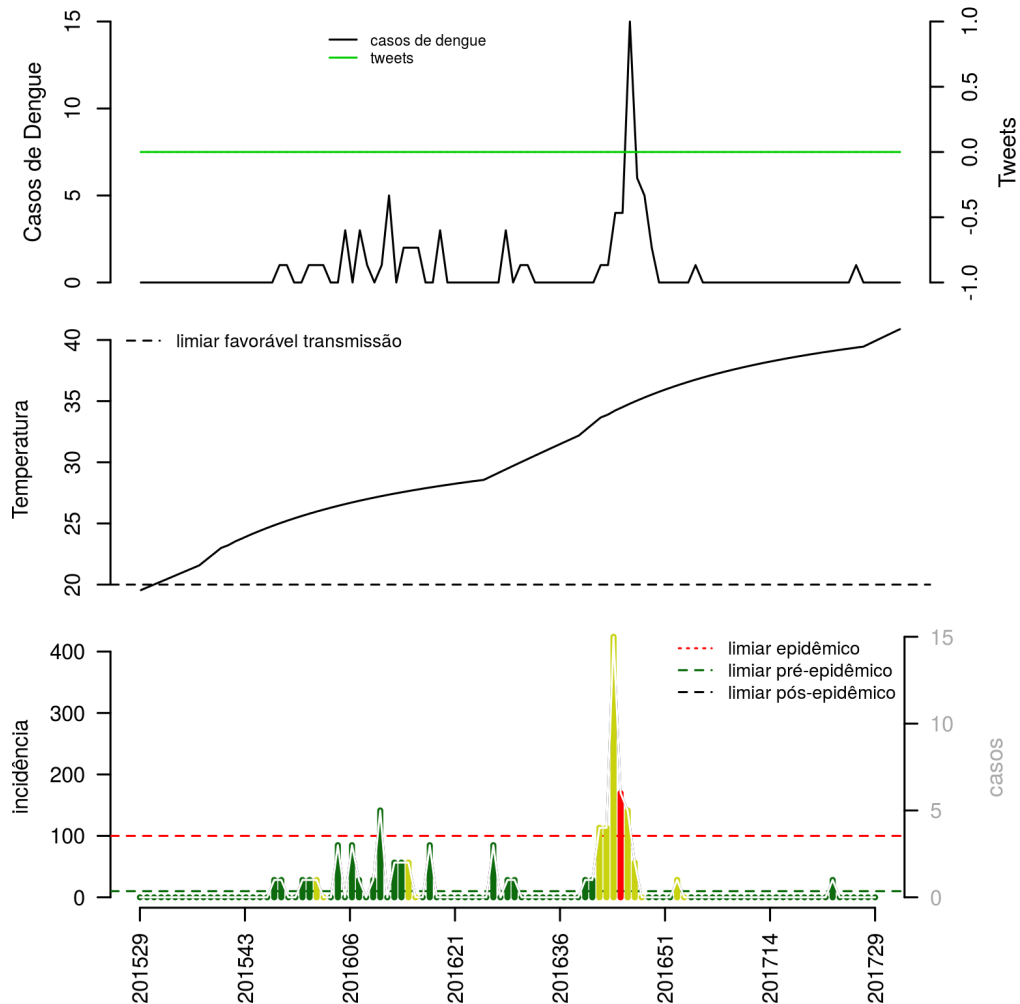 casos de dengue
tweets
Casos de Dengue
0
5
10
15
Tweets
-1.0
-0.5
0.0
0.5
1.0
limiar favorável transmissão
Temperatura
20
25
30
35
40
limiar epidêmico
limiar pré-epidêmico
limiar pós-epidêmico
incidência
0
100
200
300
400
casos
0
5
10
15
201529
201543
201606
201621
201636
201651
201714
201729